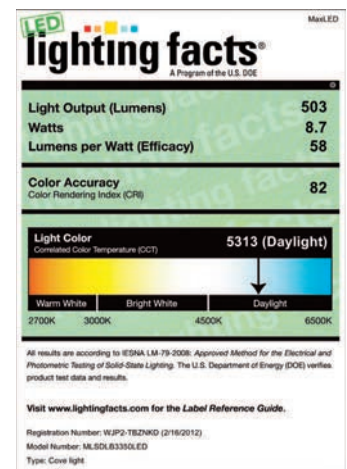 MaxLED
LED
lighting facts®
A Program of the U.S. DOE
Light Output (Lumens) 503
Watts 8.7
Lumens per Watt (Efficacy) 58
Color Accuracy 82
Color Rendering Index (CRI)
Light Color 5313 (Daylight)
Correlated Color Temperature (CCT)
Warm White Bright White Daylight
2700K 3000K 4500K 6500K
All results are according to IESNA LM-79-2008: Approved Method for the Electrical and
Photometric Testing of Solid-State Lighting. The U.S. Department of Energy (DOE) verifies
product test data and results.
Visit www.lightingfacts.com for the Label Reference Guide.
Registration Number: WJP2-TBZNKD (2/16/2012)
Model Number: MLSDLB3350LED
Type: Cove light